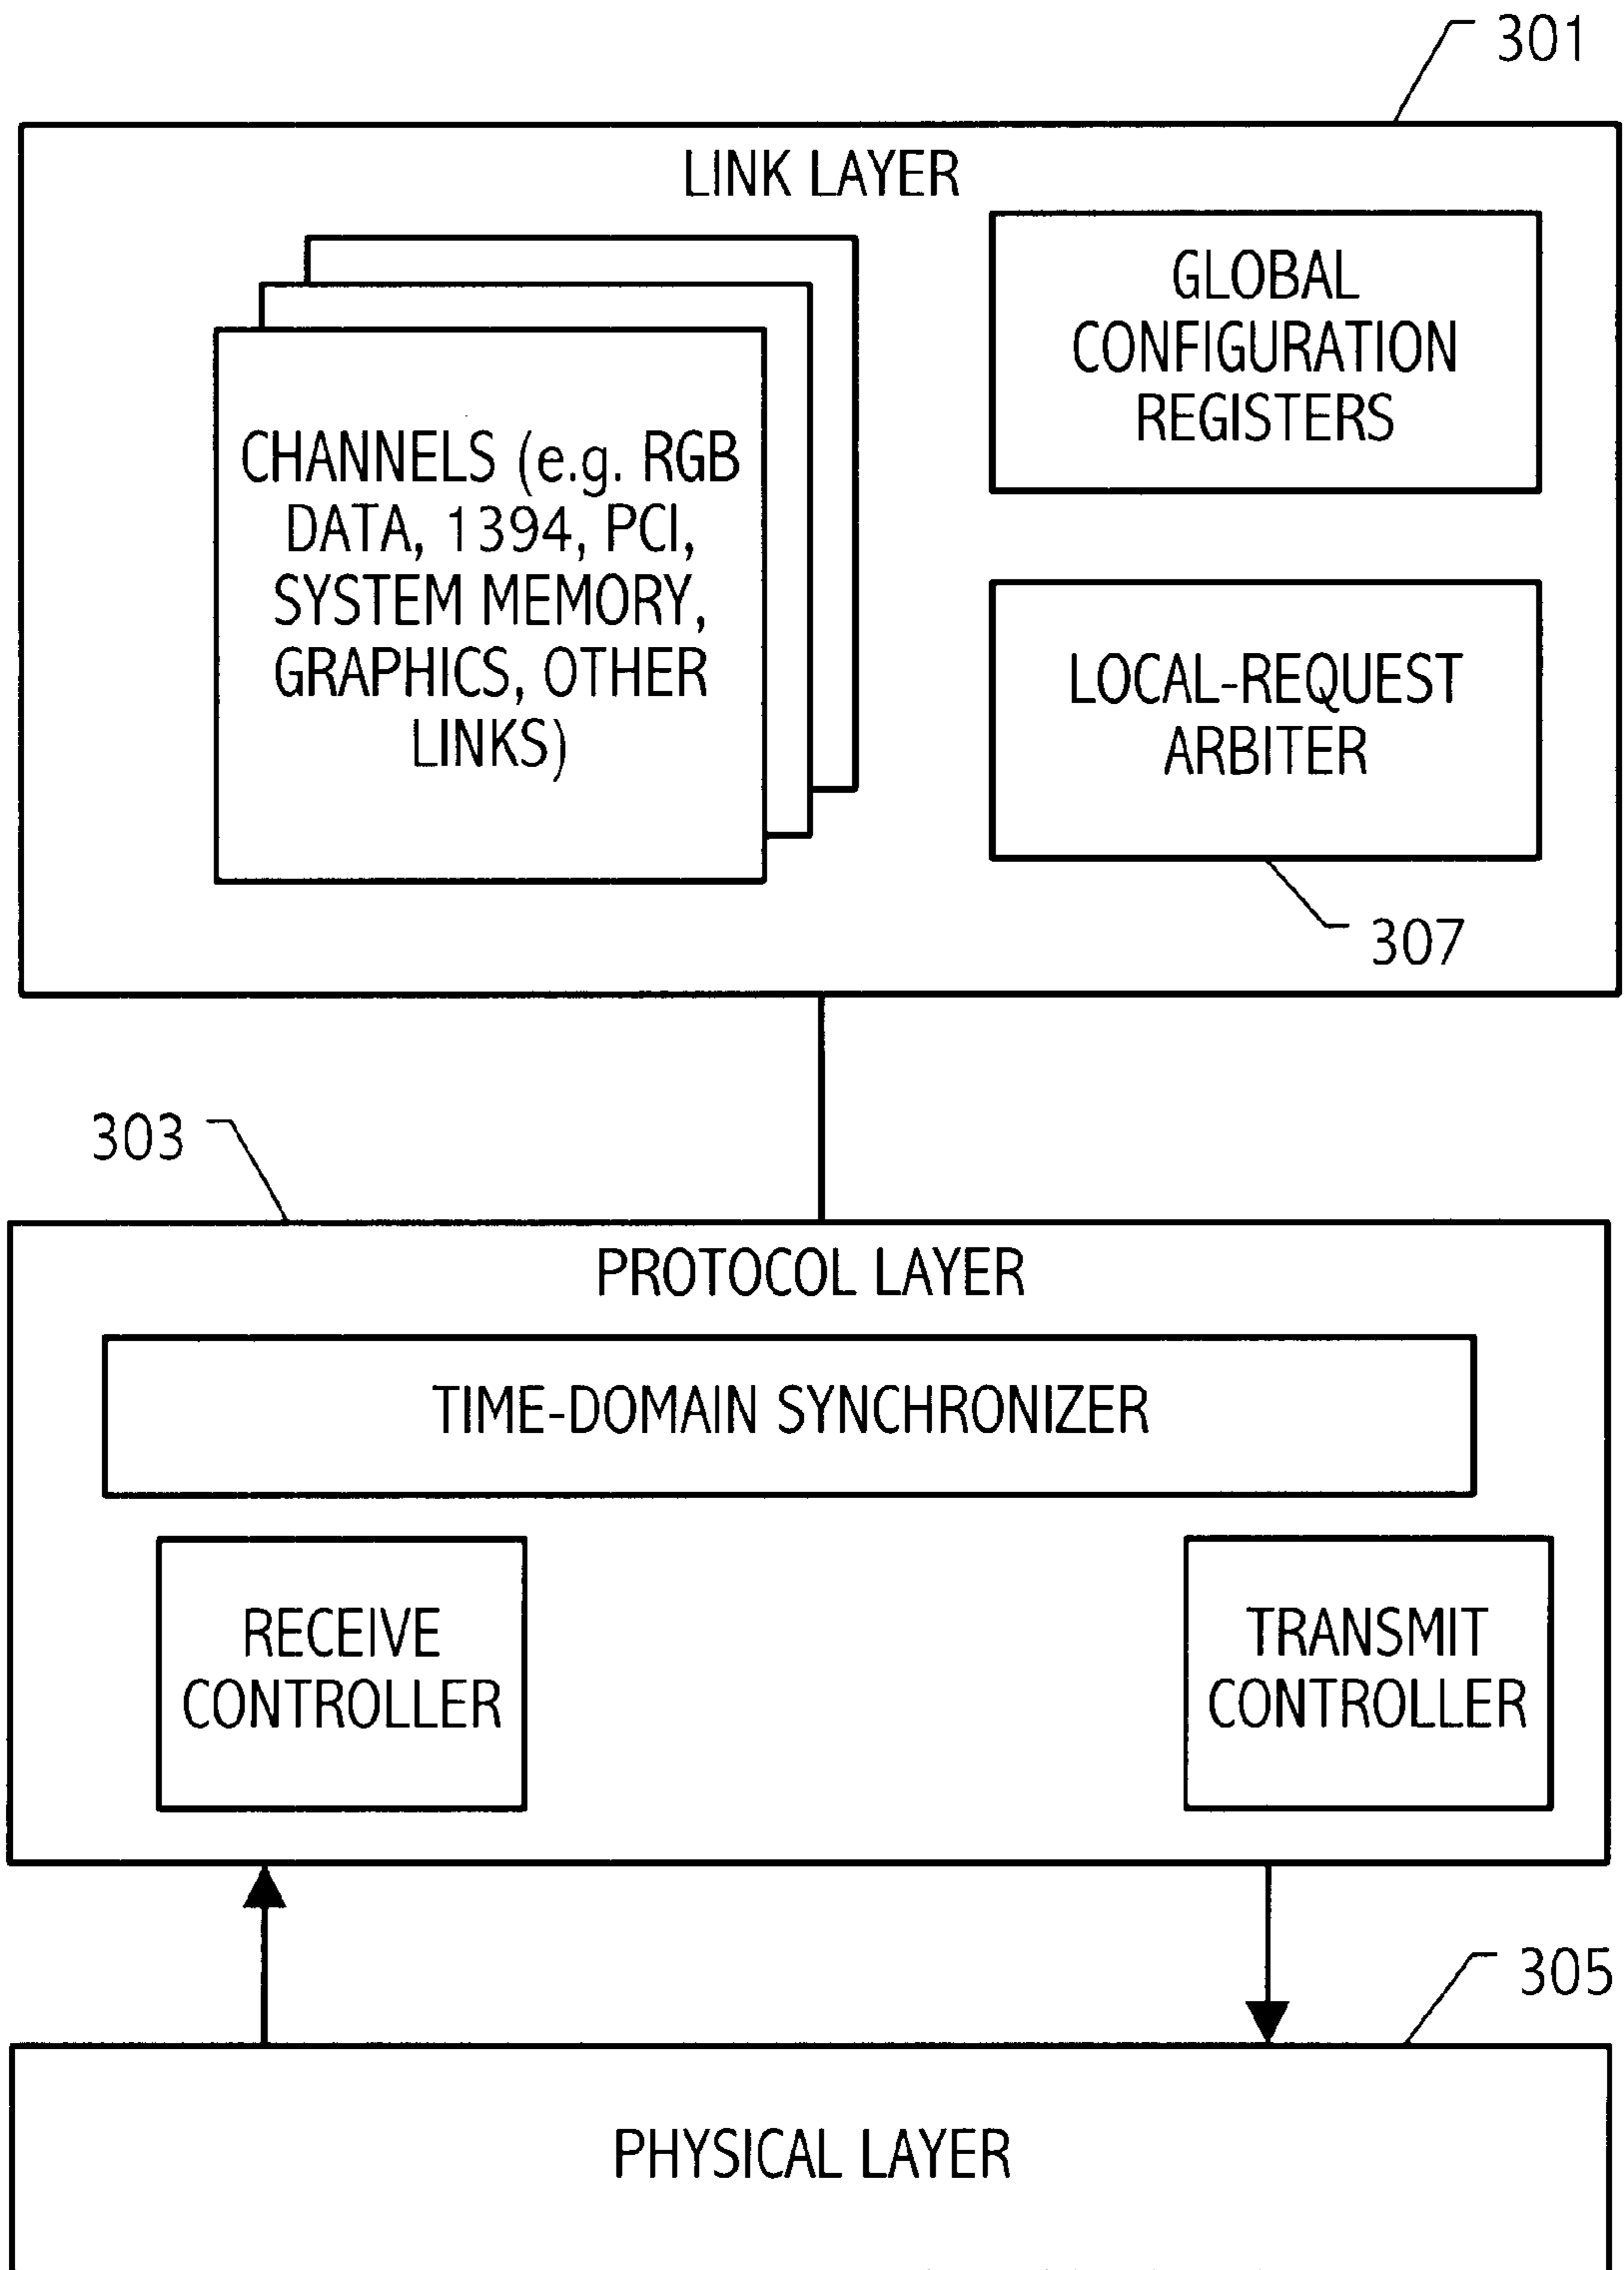 301
LINK LAYER
GLOBAL
CONFIGURATION
REGISTERS
CHANNELS (e.g. RGB
DATA, 1394, PCI,
SYSTEM MEMORY,
GRAPHICS, OTHER
LINKS)
LOCAL-REQUEST
ARBITER
307
303
PROTOCOL LAYER
TIME-DOMAIN SYNCHRONIZER
RECEIVE
CONTROLLER
TRANSMIT
CONTROLLER
305
PHYSICAL LAYER